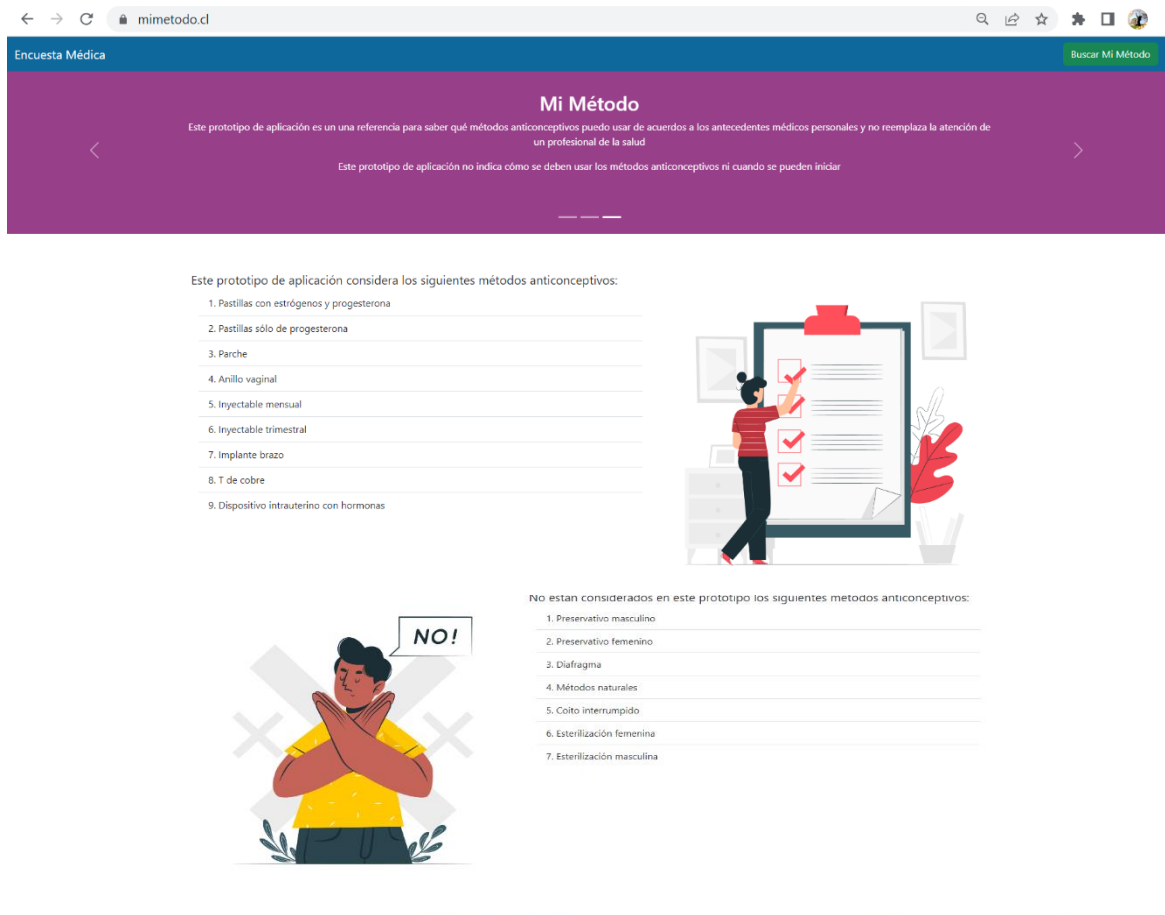 mimetodo.cl
Encuesta Médica
Buscar Mi Método
Mi Método
Este prototipo de aplicación es un una referencia para saber qué métodos anticonceptivos puedo usar de acuerdos a los antecedentes médicos personales y no reemplaza la atención de
un profesional de la salud
Este prototipo de aplicación no indica cómo se deben usar los métodos anticonceptivos ni cuando se pueden iniciar
Este prototipo de aplicación considera los siguientes métodos anticonceptivos:
1. Pastillas con estrógenos y progesterona
2. Pastillas sólo de progesterona
3. Parche
4. Anillo vaginal
5. Inyectable mensual
6. Inyectable trimestral
7. Implante brazo
8. T de cobre
9. Dispositivo intrauterino con hormonas
No están considerados en este prototipo los siguientes métodos anticonceptivos:
1. Preservativo masculino
2. Preservativo femenino
3. Diafragma
4. Métodos naturales
5. Coito interrumpido
6. Esterilización femenina
7. Esterilización masculina
NO!